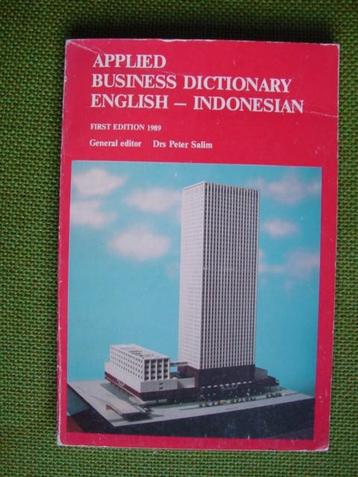 APPLIED
BUSINESS DICTIONARY
ENGLISH – INDONESIAN
FIRST EDITION 1989
General editor Drs Peter Salim